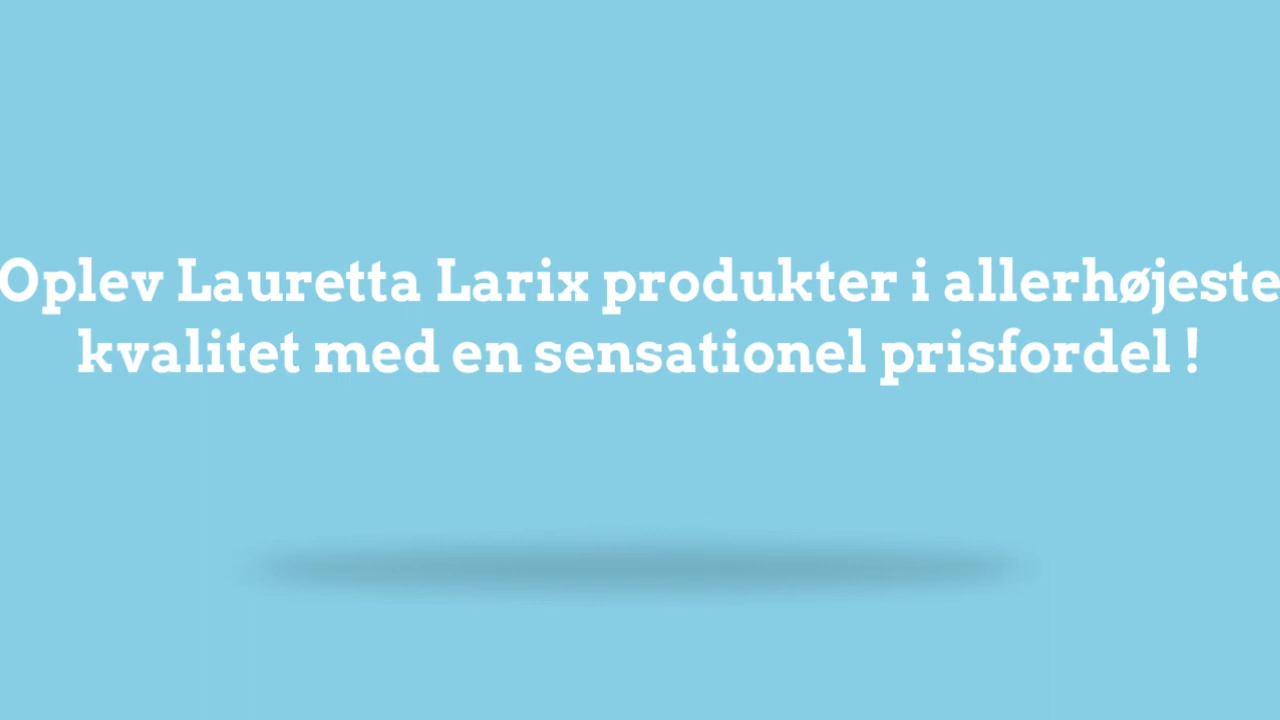 Oplev Lauretta Larix produkter i allerhøjeste
kvalitet med en sensationel prisfordel !